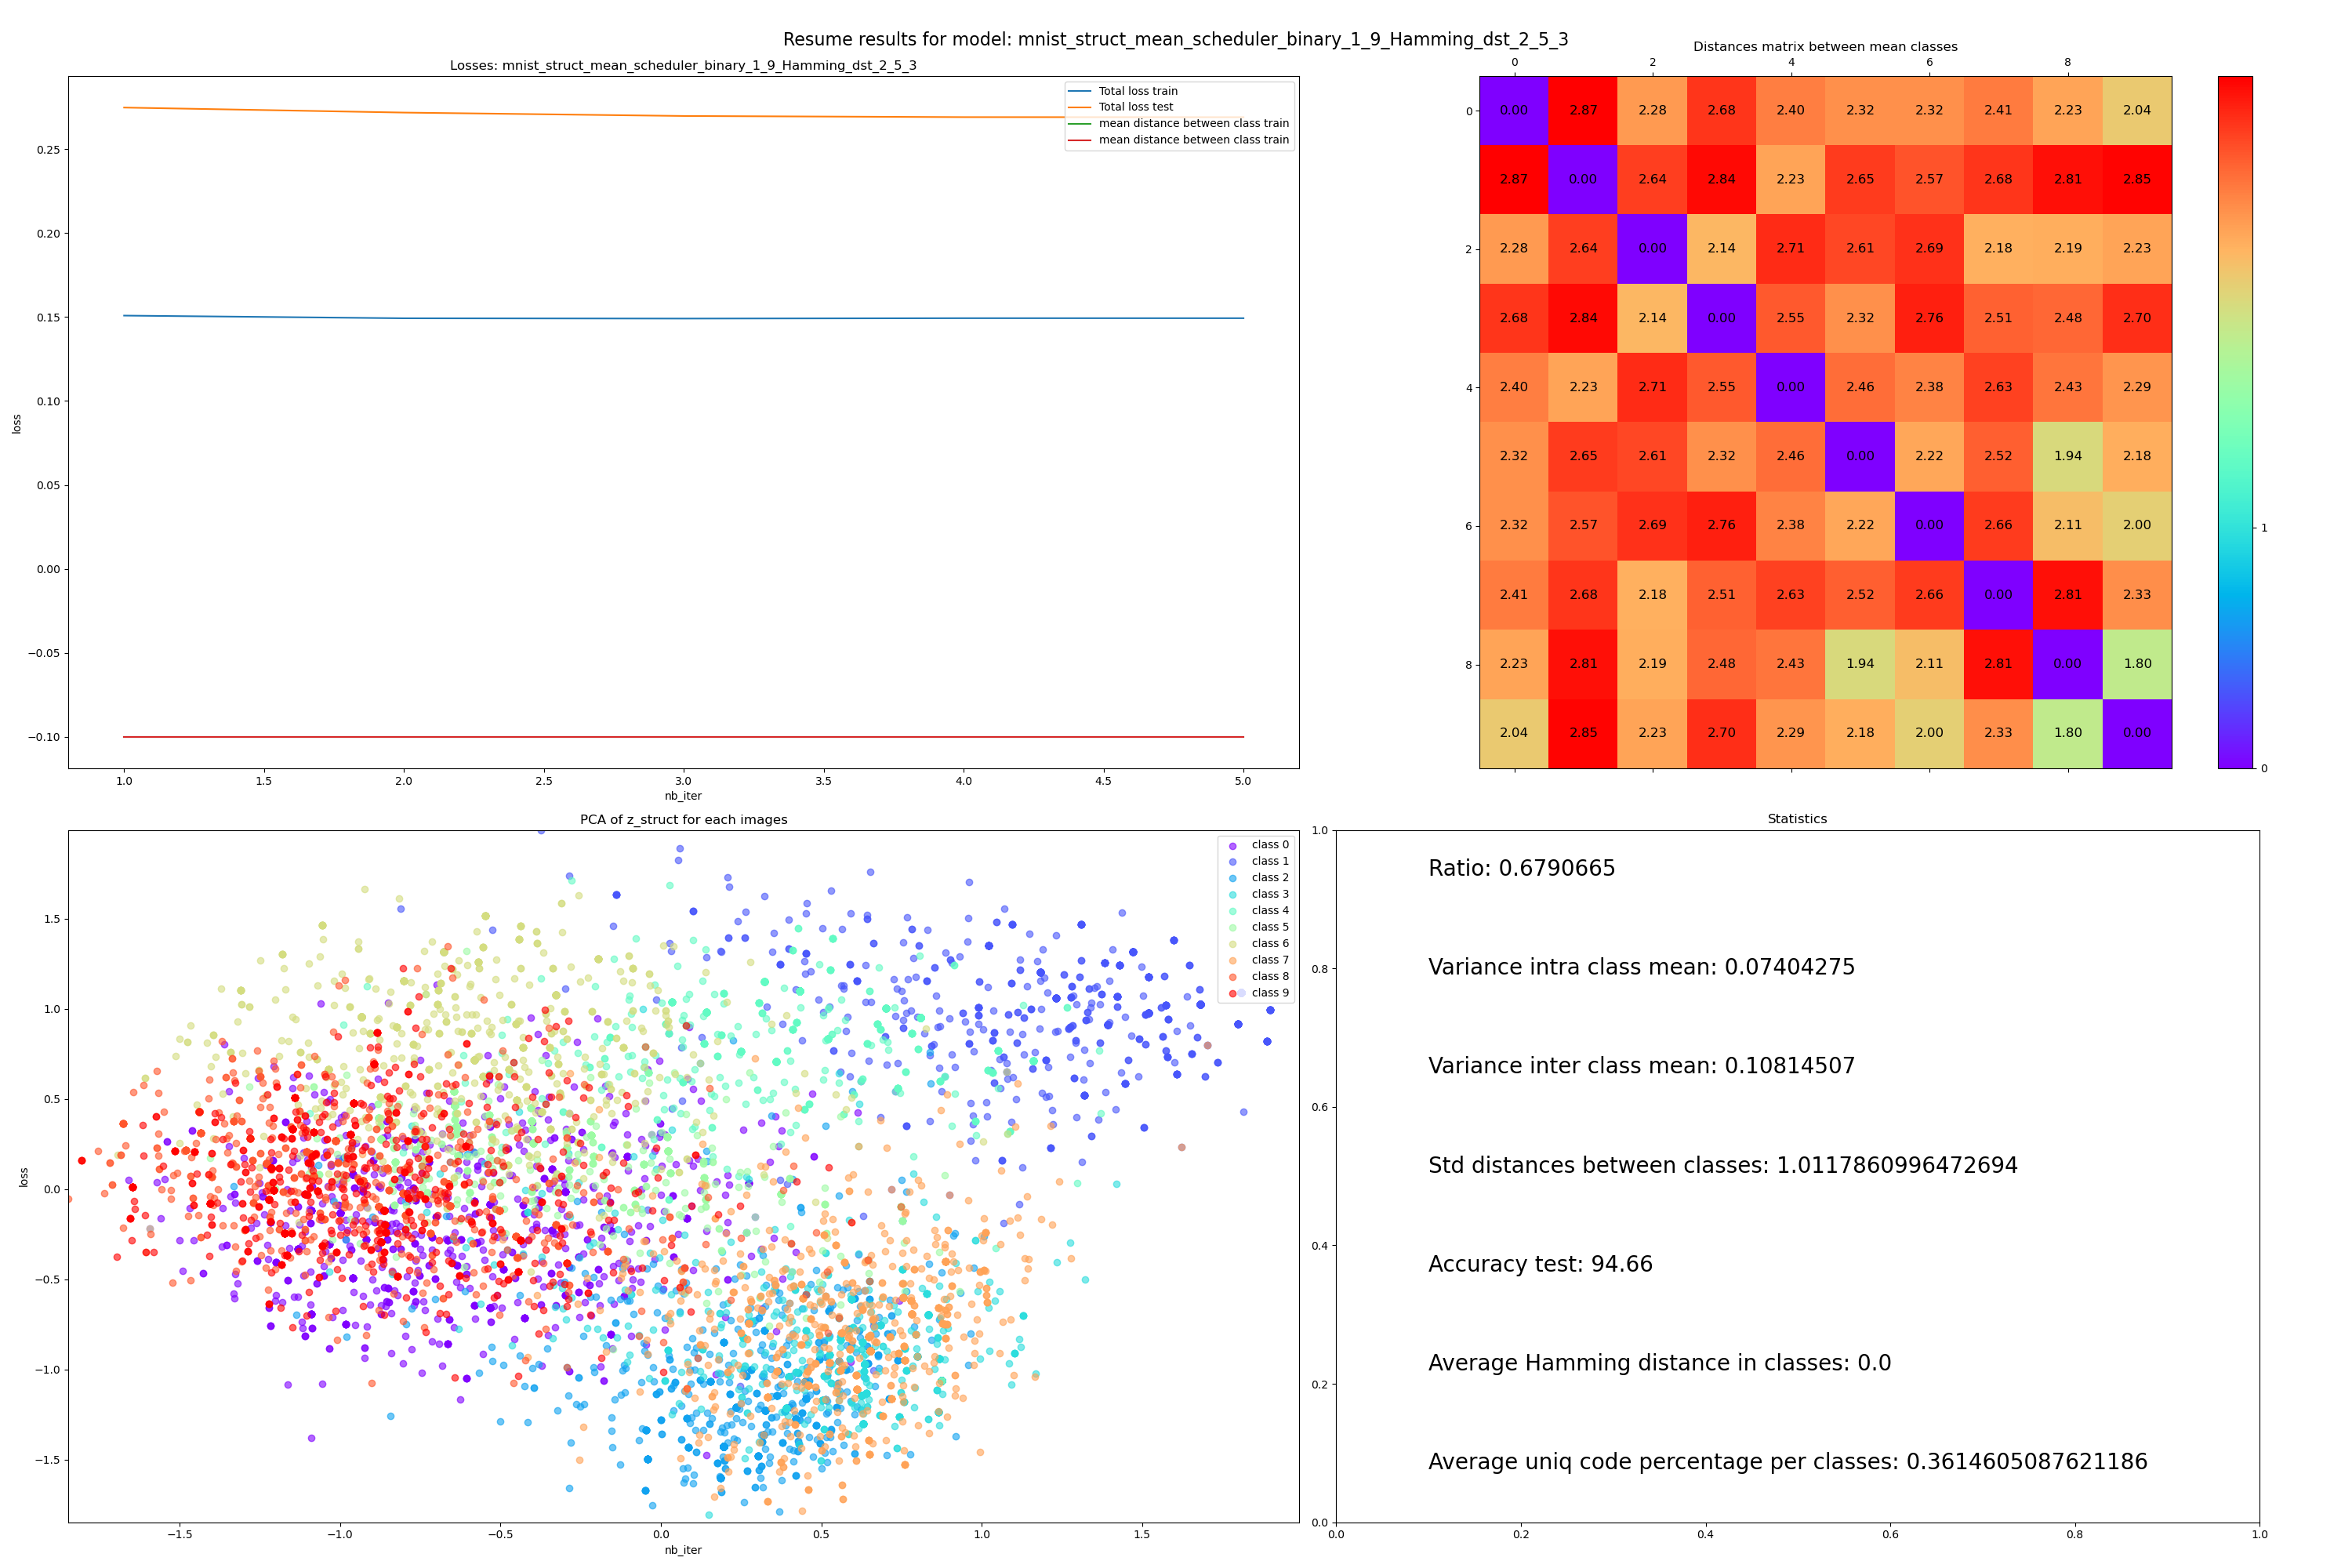 Resume results for model: mnist_struct_mean_scheduler_binary_1_9_Hamming_dst_2_5_3
Losses: mnist_struct_mean_scheduler_binary_1_9_Hamming_dst_2_5_3
Total loss train
Total loss test
mean distance between class train
mean distance between class train
0.25
0.20
0.15
0.10
0.05
0.00
−0.05
−0.10
loss
1.0 1.5 2.0 2.5 3.0 3.5 4.0 4.5 5.0
nb_iter
Distances matrix between mean classes
0 2 4 6 8
0 0.00 2.87 2.28 2.68 2.40 2.32 2.32 2.41 2.23 2.04
2.87 0.00 2.64 2.84 2.23 2.65 2.57 2.68 2.81 2.85
2 2.28 2.64 0.00 2.14 2.71 2.61 2.69 2.18 2.19 2.23
2.68 2.84 2.14 0.00 2.55 2.32 2.76 2.51 2.48 2.70
4 2.40 2.23 2.71 2.55 0.00 2.46 2.38 2.63 2.43 2.29
2.32 2.65 2.61 2.32 2.46 0.00 2.22 2.52 1.94 2.18
6 2.32 2.57 2.69 2.76 2.38 2.22 0.00 2.66 2.11 2.00
2.41 2.68 2.18 2.51 2.63 2.52 2.66 0.00 2.81 2.33
8 2.23 2.81 2.19 2.48 2.43 1.94 2.11 2.81 0.00 1.80
2.04 2.85 2.23 2.70 2.29 2.18 2.00 2.33 1.80 0.00
1
0
PCA of z_struct for each images
class 0
class 1
class 2
class 3
class 4
class 5
class 6
class 7
class 8
class 9
1.5
1.0
0.5
0.0
−0.5
−1.0
−1.5
loss
−1.5 −1.0 −0.5 0.0 0.5 1.0 1.5
nb_iter
Statistics
1.0
0.8
0.6
0.4
0.2
0.0
Ratio: 0.6790665
Variance intra class mean: 0.07404275
Variance inter class mean: 0.10814507
Std distances between classes: 1.0117860996472694
Accuracy test: 94.66
Average Hamming distance in classes: 0.0
Average uniq code percentage per classes: 0.3614605087621186
0.0 0.2 0.4 0.6 0.8 1.0